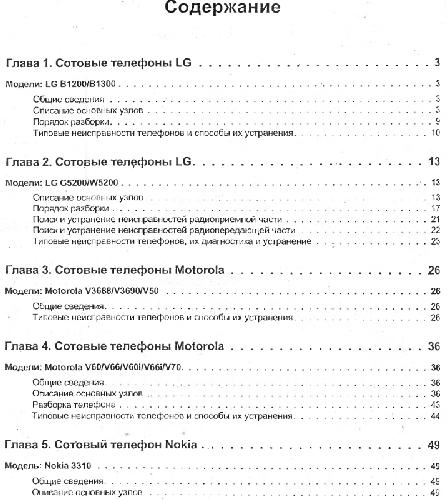 Содержание
Глава 1. Сотовые телефоны LG . . . . . . . . . . 3
Модели: LG B1200/B1300 . . . . . . . . . . 3
Общие сведения . . . . . . . . . . 3
Описание основных узлов . . . . . . . . . . 3
Порядок разборки . . . . . . . . . . 9
Типовые неисправности телефонов и способы их устранения . . . . . . . . . . 10
Глава 2. Сотовые телефоны LG . . . . . . . . . . 13
Модели: LG G5200/W5200 . . . . . . . . . . 13
Описание основных узлов . . . . . . . . . . 13
Порядок разборки . . . . . . . . . . 17
Поиск и устранение неисправностей радиоприемной части . . . . . . . . . . 21
Поиск и устранение неисправностей радиопередающей части . . . . . . . . . . 22
Типовые неисправности телефонов, их диагностика и устранение . . . . . . . . . . 23
Глава 3. Сотовые телефоны Motorola . . . . . . . . . . 26
Модели: Motorola V3688/V3690/V50 . . . . . . . . . . 26
Общие сведения . . . . . . . . . . 26
Типовые неисправности телефонов и способы их устранения . . . . . . . . . . 26
Глава 4. Сотовые телефоны Motorola . . . . . . . . . . 36
Модели: Motorola V60/V66/V60i/V66i/V70 . . . . . . . . . . 36
Общие сведения . . . . . . . . . . 36
Описание основных узлов . . . . . . . . . . 36
Разборка телефона . . . . . . . . . . 43
Типовые неисправности телефонов и способы их устранения . . . . . . . . . . 44
Глава 5. Сотовый телефон Nokia . . . . . . . . . . 49
Модель: Nokia 3310 . . . . . . . . . . 49
Общие сведения . . . . . . . . . . 49
Описание основных узлов . . . . . . . . . . 49